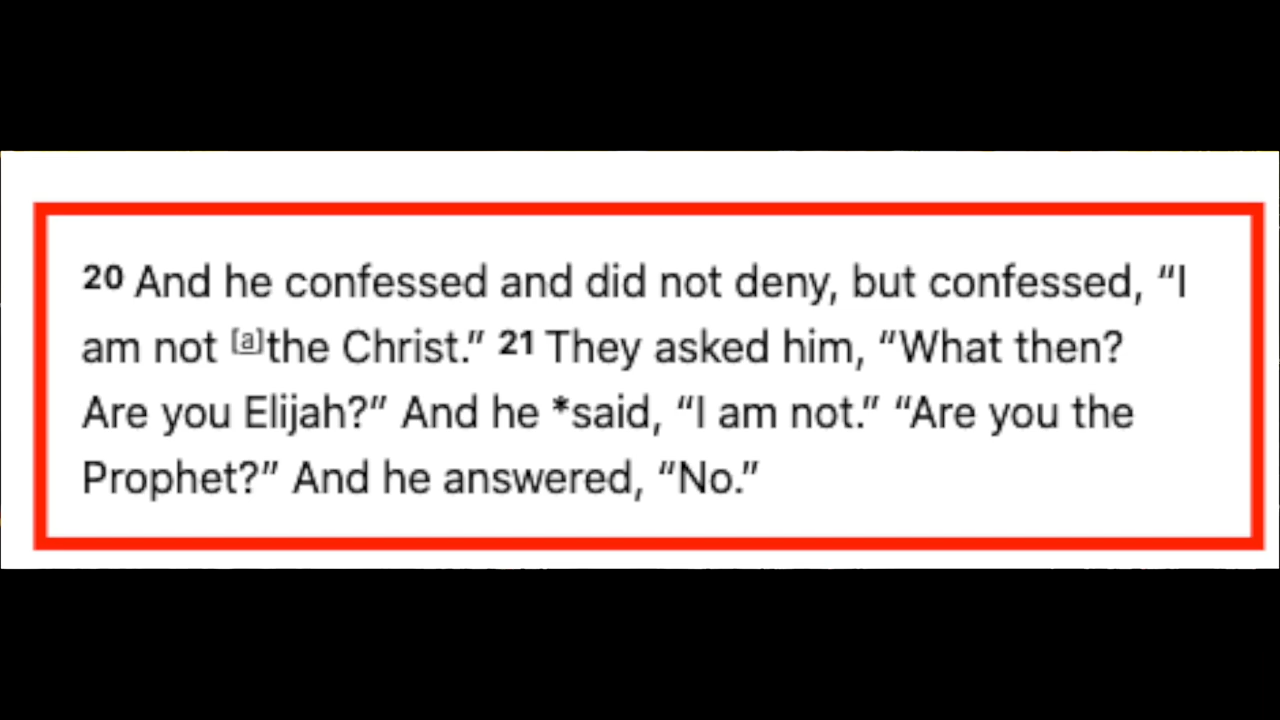 20 And he confessed and did not deny, but confessed, “I
am not [a]the Christ.” 21 They asked him, “What then?
Are you Elijah?” And he *said, “I am not.” “Are you the
Prophet?” And he answered, “No.”